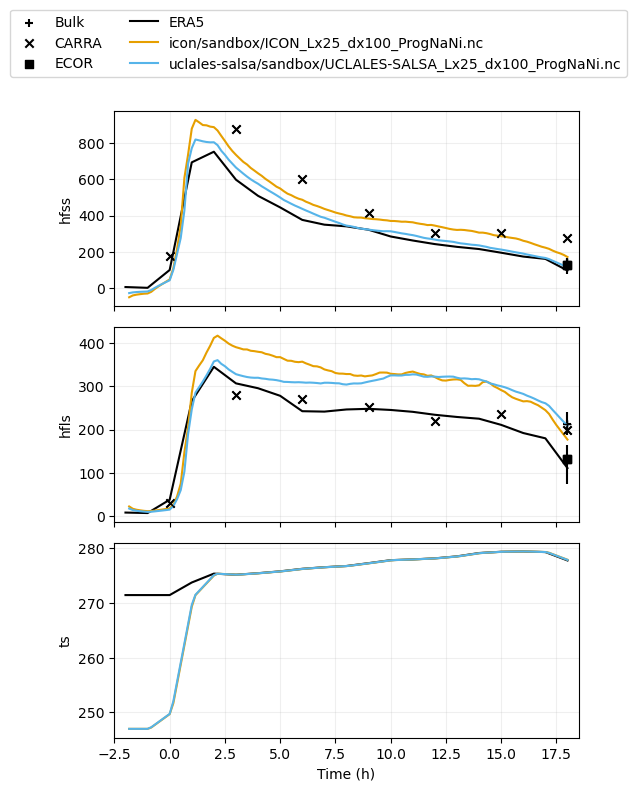 Bulk
CARRA
ECOR
ERA5
icon/sandbox/ICON_Lx25_dx100_ProgNaNi.nc
uclales-salsa/sandbox/UCLALES-SALSA_Lx25_dx100_ProgNaNi.nc
800
600
400
200
0
hfss
400
300
200
100
0
hfls
280
270
260
250
ts
−2.5 0.0 2.5 5.0 7.5 10.0 12.5 15.0 17.5
Time (h)